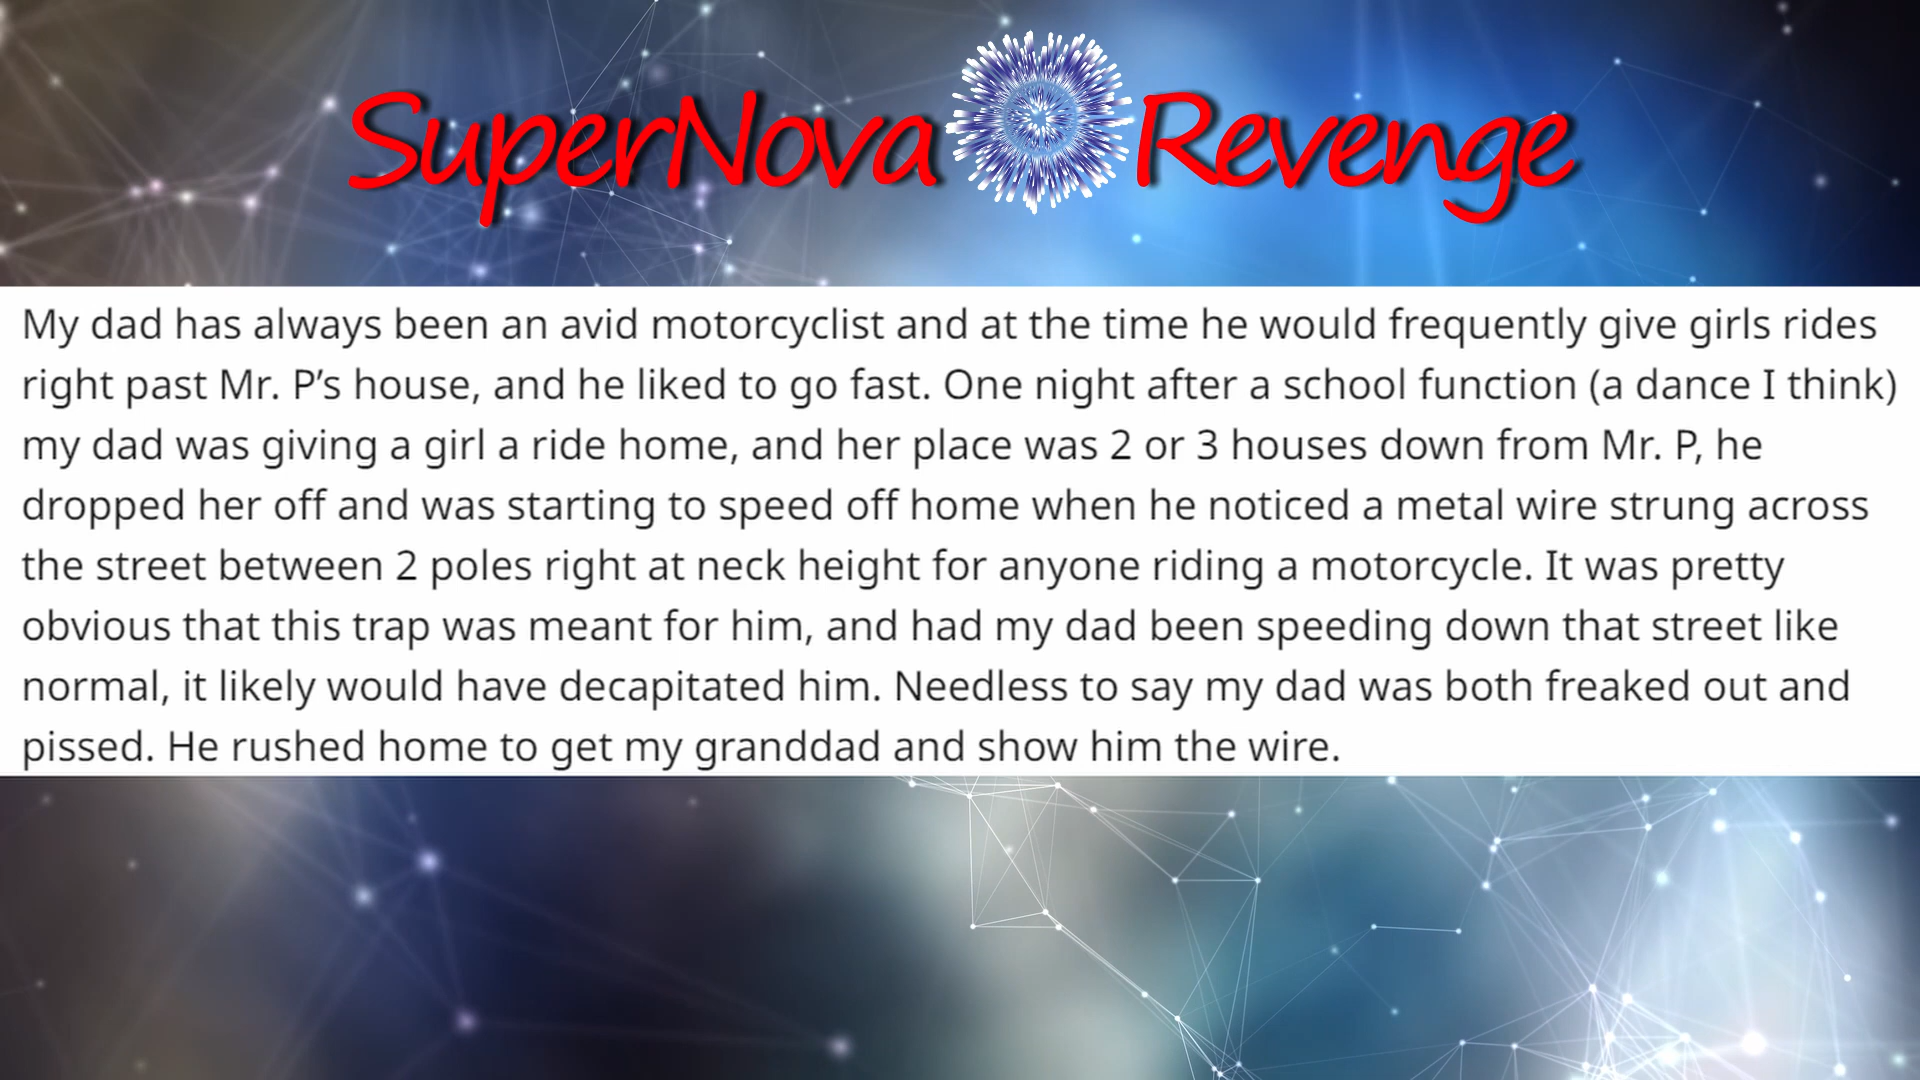 SuperNova Revenge
My dad has always been an avid motorcyclist and at the time he would frequently give girls rides
right past Mr. P’s house, and he liked to go fast. One night after a school function (a dance I think)
my dad was giving a girl a ride home, and her place was 2 or 3 houses down from Mr. P, he
dropped her off and was starting to speed off home when he noticed a metal wire strung across
the street between 2 poles right at neck height for anyone riding a motorcycle. It was pretty
obvious that this trap was meant for him, and had my dad been speeding down that street like
normal, it likely would have decapitated him. Needless to say my dad was both freaked out and
pissed. He rushed home to get my granddad and show him the wire.